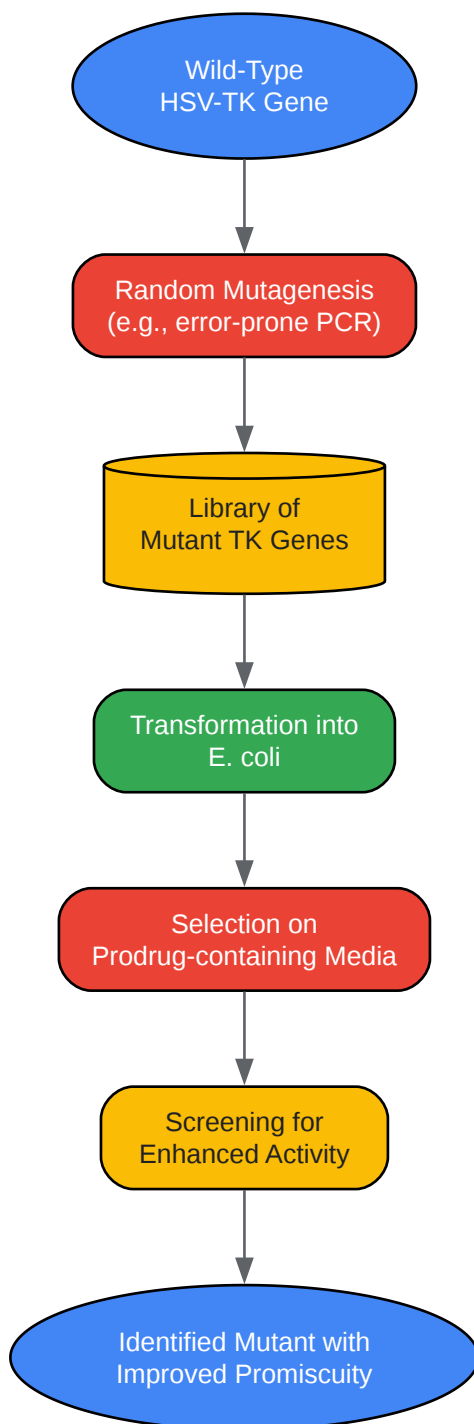 Wild-Type
HSV-TK Gene
Random Mutagenesis
(e.g., error-prone PCR)
Library of
Mutant TK Genes
Transformation into
E. coli
Selection on
Prodrug-containing Media
Screening for
Enhanced Activity
Identified Mutant with
Improved Promiscuity